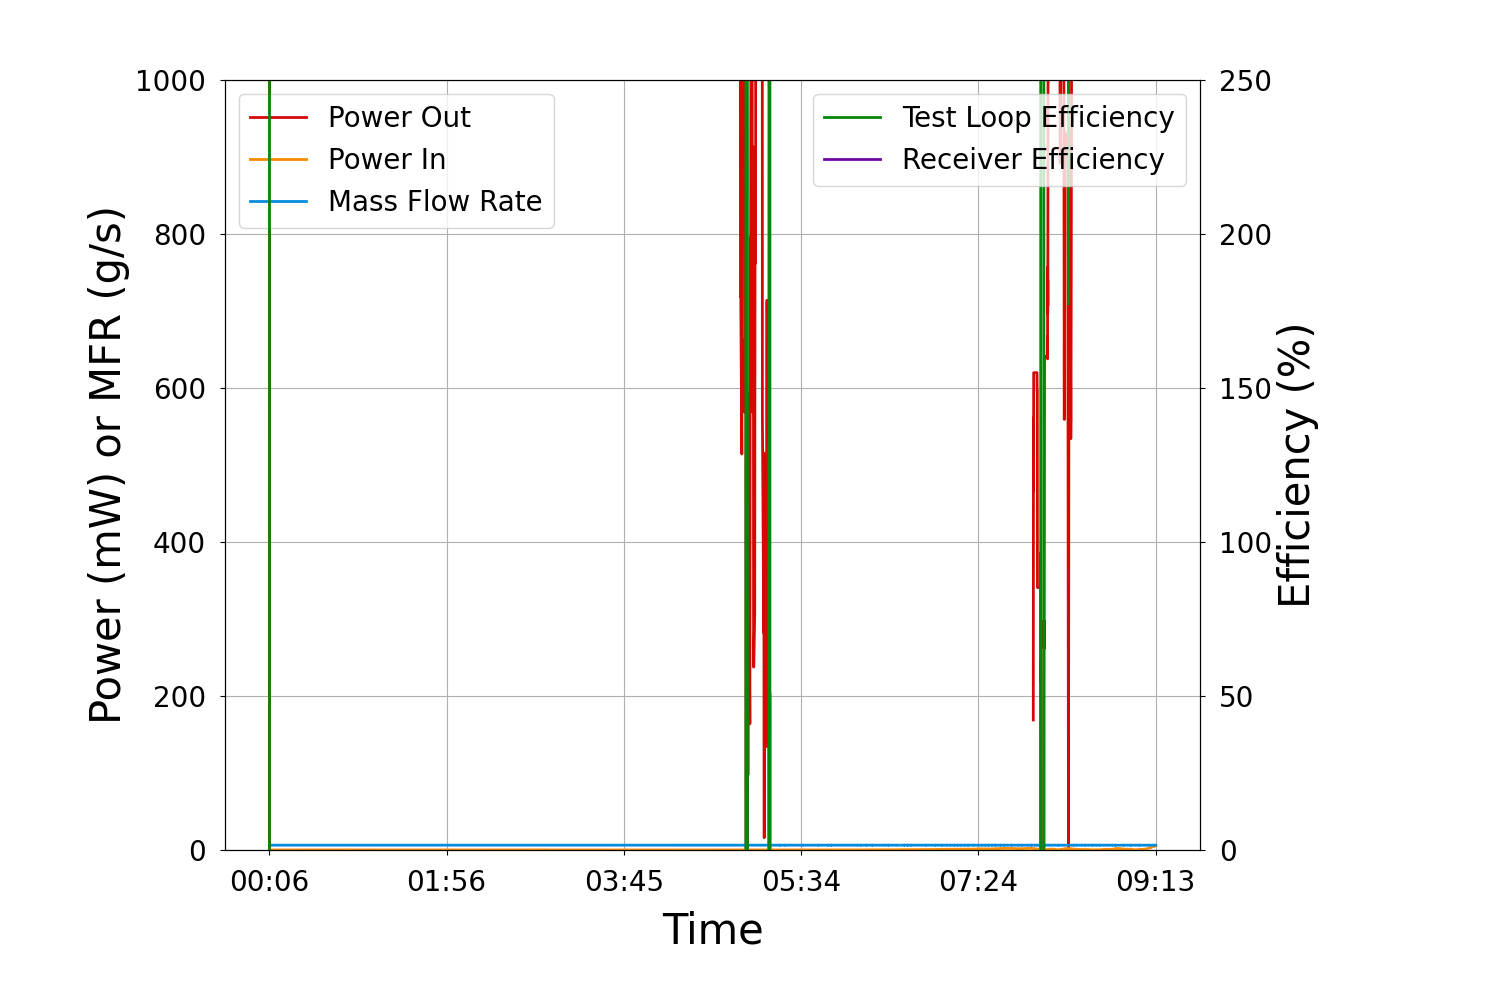 1000
800
600
400
200
0
Power (mW) or MFR (g/s)
Power Out
Power In
Mass Flow Rate
Test Loop Efficiency
Receiver Efficiency
250
200
150
100
50
0
Efficiency (%)
00:06 01:56 03:45 05:34 07:24 09:13
Time